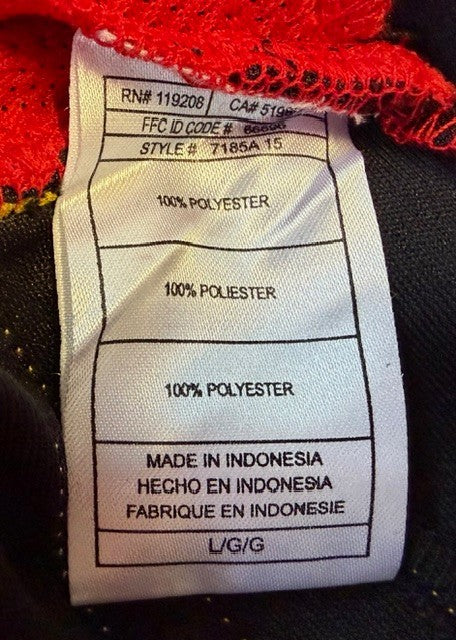 RN# 119208 CA#
FFC ID CODE #
STYLE # 7185A 15
100% POLYESTER
100% POLIESTER
100% POLYESTER
MADE IN INDONESIA
HECHO EN INDONESIA
FABRIQUE EN INDONESIE
L/G/G